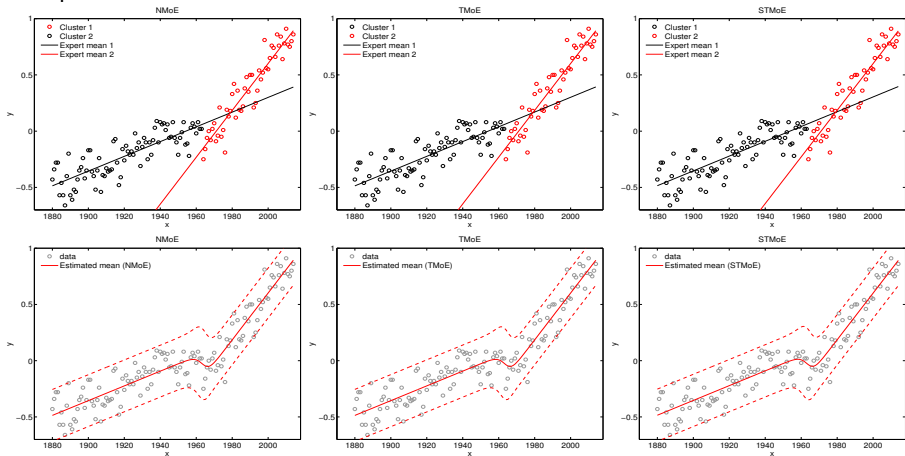 NMoE
Cluster 1
Cluster 2
Expert mean 1
Expert mean 2
y
1
0.5
0
−0.5
1880 1900 1920 1940 1960 1980 2000
x
TMoE
Cluster 1
Cluster 2
Expert mean 1
Expert mean 2
y
1
0.5
0
−0.5
1880 1900 1920 1940 1960 1980 2000
x
STMoE
Cluster 1
Cluster 2
Expert mean 1
Expert mean 2
y
1
0.5
0
−0.5
1880 1900 1920 1940 1960 1980 2000
x
NMoE
data
Estimated mean (NMoE)
y
1
0.5
0
−0.5
1880 1900 1920 1940 1960 1980 2000
x
TMoE
data
Estimated mean (TMoE)
y
1
0.5
0
−0.5
1880 1900 1920 1940 1960 1980 2000
x
STMoE
data
Estimated mean (STMoE)
y
1
0.5
0
−0.5
1880 1900 1920 1940 1960 1980 2000
x